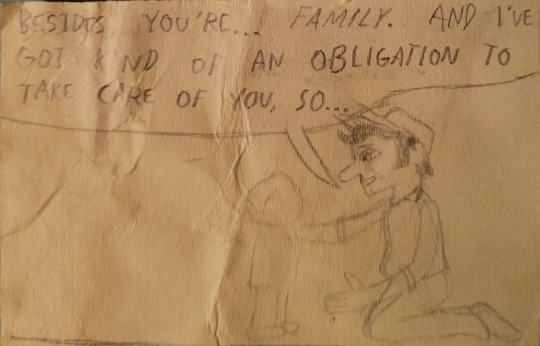 BESIDES, YOU'RE... FAMILY. AND I'VE
GOT KIND OF AN OBLIGATION TO
TAKE CARE OF YOU, SO...